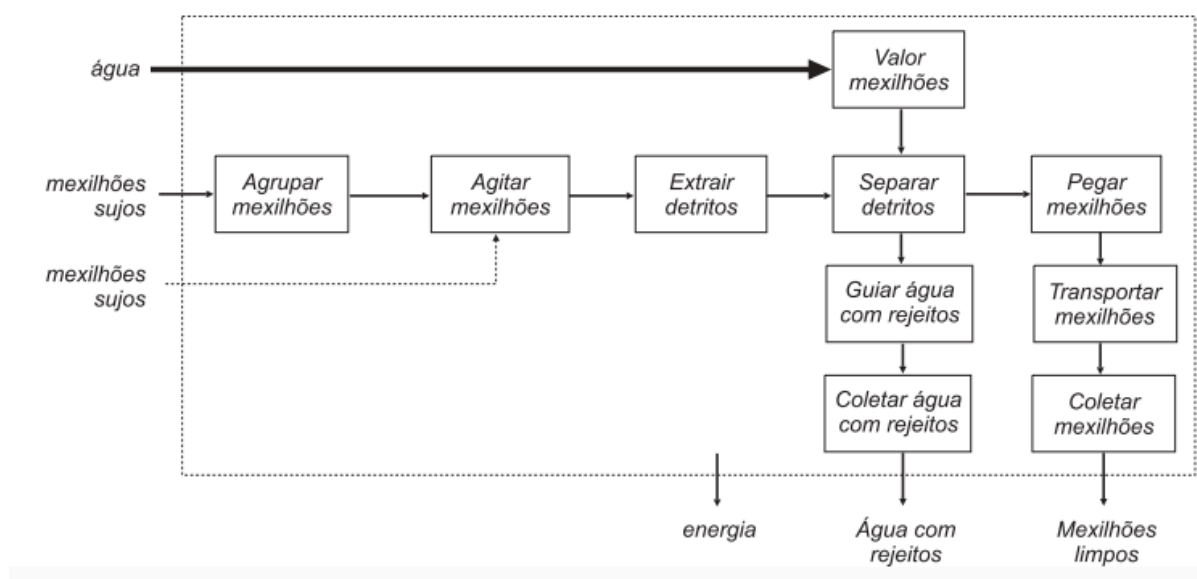 Valor
mexilhões
água
mexilhões
sujos
Agrupar
mexilhões
Agitar
mexilhões
Extrair
detritos
Separar
detritos
Pegar
mexilhões
mexilhões
sujos
Guiar água
com rejeitos
Transportar
mexilhões
Coletar água
com rejeitos
Coletar
mexilhões
energia
Água com
rejeitos
Mexilhões
limpos